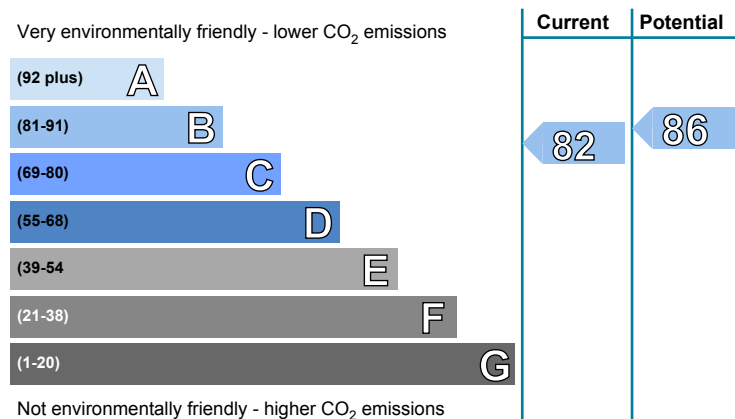 Very environmentally friendly - lower CO₂ emissions
Current
Potential
(92 plus) A
(81-91) B
(69-80) C
(55-68) D
(39-54 E
(21-38) F
(1-20) G
82
86
Not environmentally friendly - higher CO₂ emissions